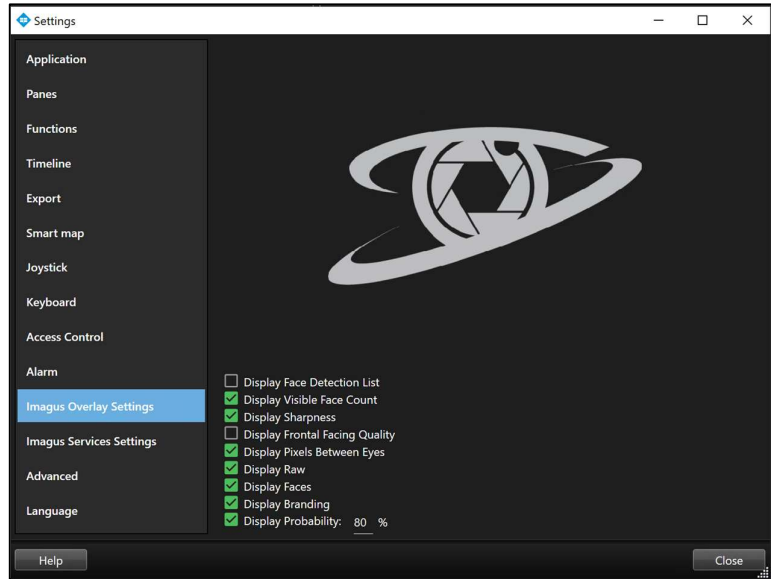 Settings
Application
Panes
Functions
Timeline
Export
Smart map
Joystick
Keyboard
Access Control
Alarm
Imagus Overlay Settings
Imagus Services Settings
Advanced
Language
Display Face Detection List
Display Visible Face Count
Display Sharpness
Display Frontal Facing Quality
Display Pixels Between Eyes
Display Raw
Display Faces
Display Branding
Display Probability: 80 %
Help
Close